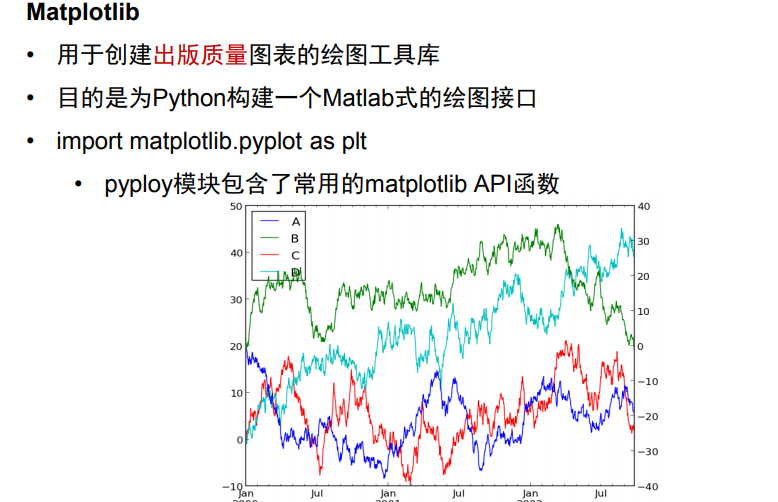 Matplotlib
• 用于创建出版质量图表的绘图工具库
• 目的是为Python构建一个Matlab式的绘图接口
• import matplotlib.pyplot as plt
• pyploy模块包含了常用的matplotlib API函数
50 40
A
B
40 30
C
D
20
30 10
20 0
-10
10
-20
0 -30
-10 -40
Jan Jul Jan Jul Jan Jul